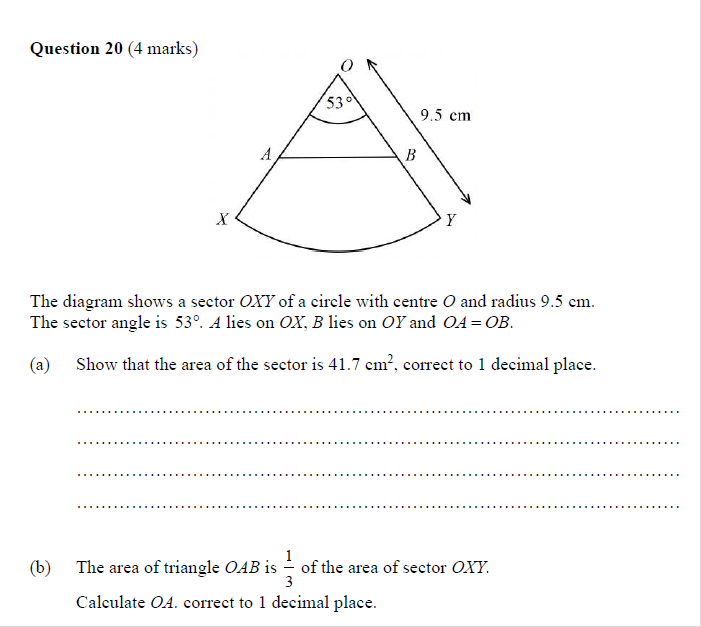 Question 20 (4 marks)
O
53°
9.5 cm
A
B
X
Y
The diagram shows a sector OXY of a circle with centre O and radius 9.5 cm.
The sector angle is 53°. A lies on OX, B lies on OY and OA = OB.
(a) Show that the area of the sector is 41.7 cm², correct to 1 decimal place.
(b) The area of triangle OAB is 1/3 of the area of sector OXY.
Calculate OA. correct to 1 decimal place.